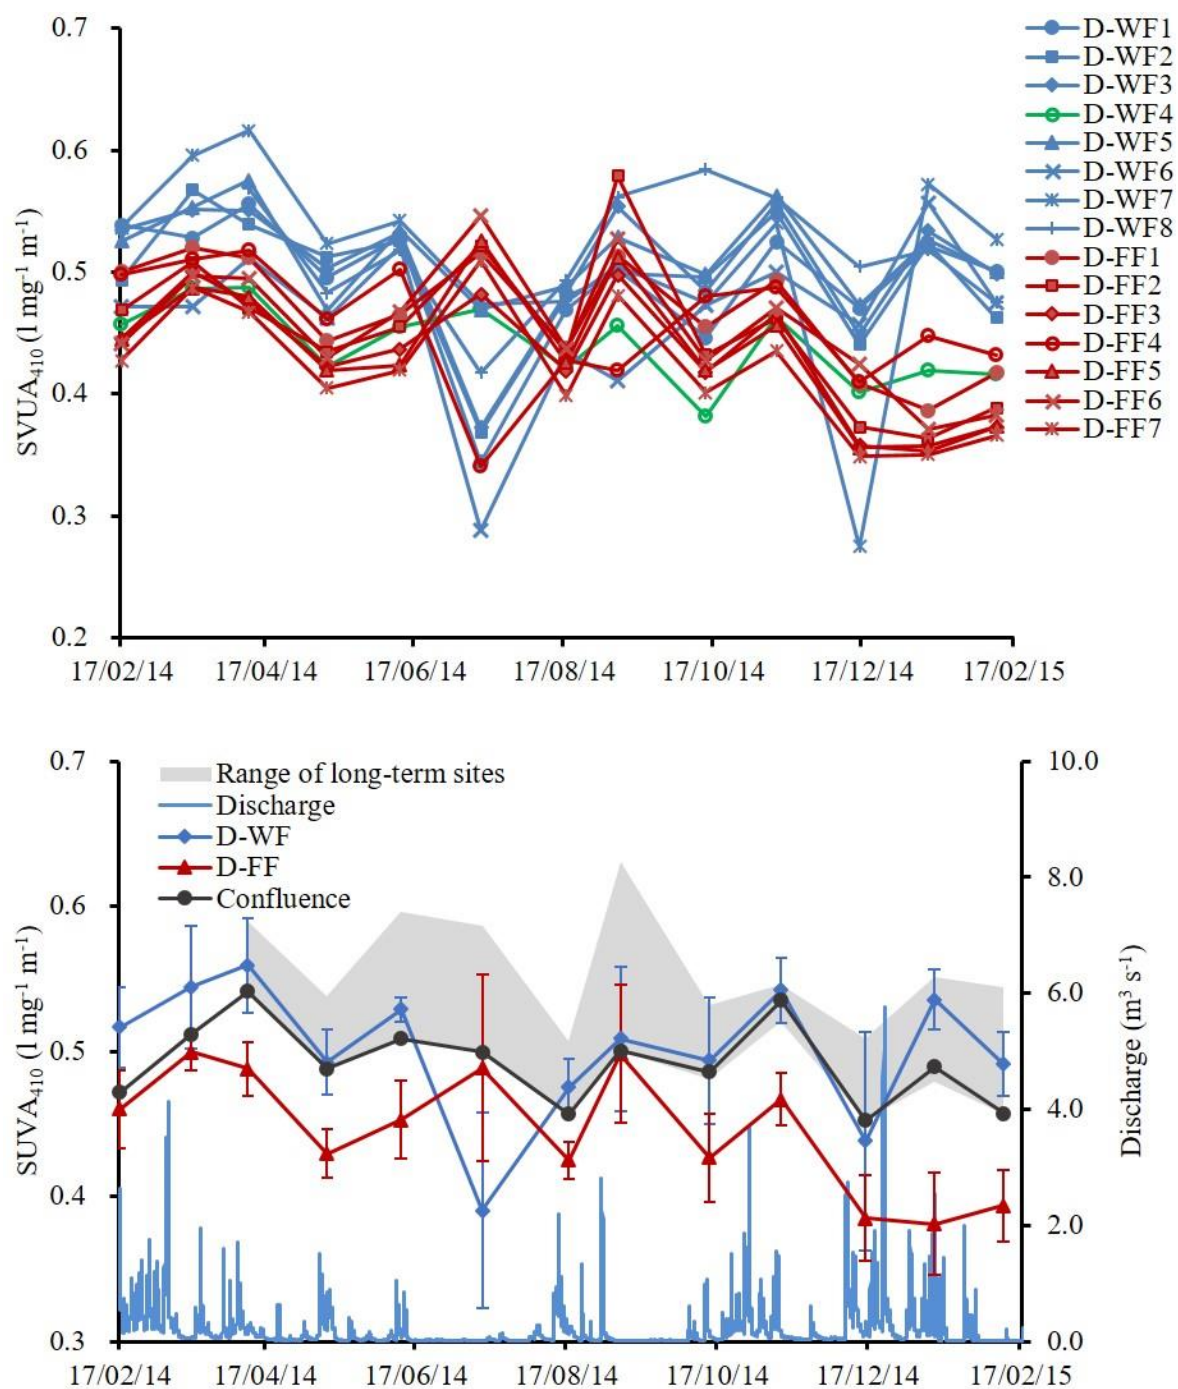 0.7
0.6
0.5
0.4
0.3
0.2
SVUA410 (l mg-1 m-1)
17/02/14 17/04/14 17/06/14 17/08/14 17/10/14 17/12/14 17/02/15
D-WF1
D-WF2
D-WF3
D-WF4
D-WF5
D-WF6
D-WF7
D-WF8
D-FF1
D-FF2
D-FF3
D-FF4
D-FF5
D-FF6
D-FF7
0.7
0.6
0.5
0.4
0.3
SUVA410 (l mg-1 m-1)
Range of long-term sites
Discharge
D-WF
D-FF
Confluence
10.0
8.0
6.0
4.0
2.0
0.0
Discharge (m3 s-1)
17/02/14 17/04/14 17/06/14 17/08/14 17/10/14 17/12/14 17/02/15